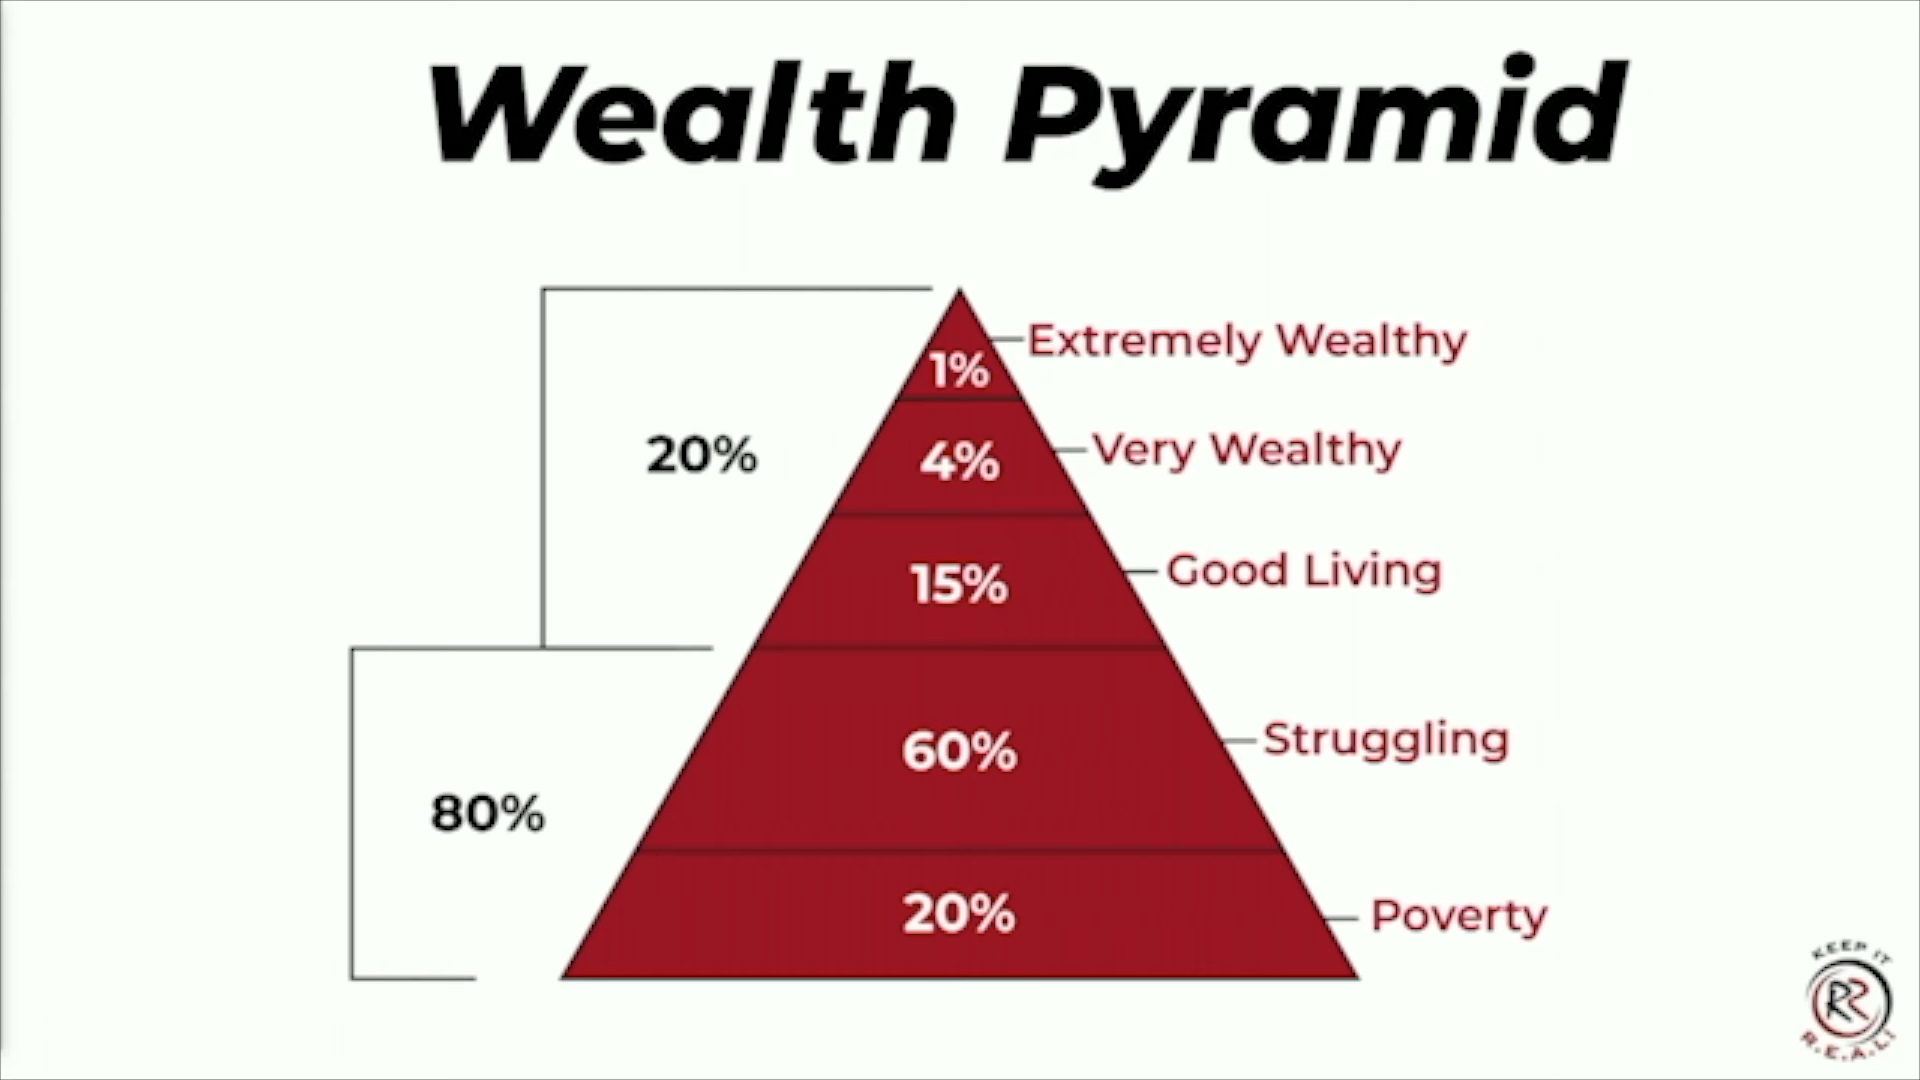 Wealth Pyramid
1%
Extremely Wealthy
4%
Very Wealthy
20%
15%
Good Living
60%
Struggling
80%
20%
Poverty
KEEP IT
RR
R.E.A.L!